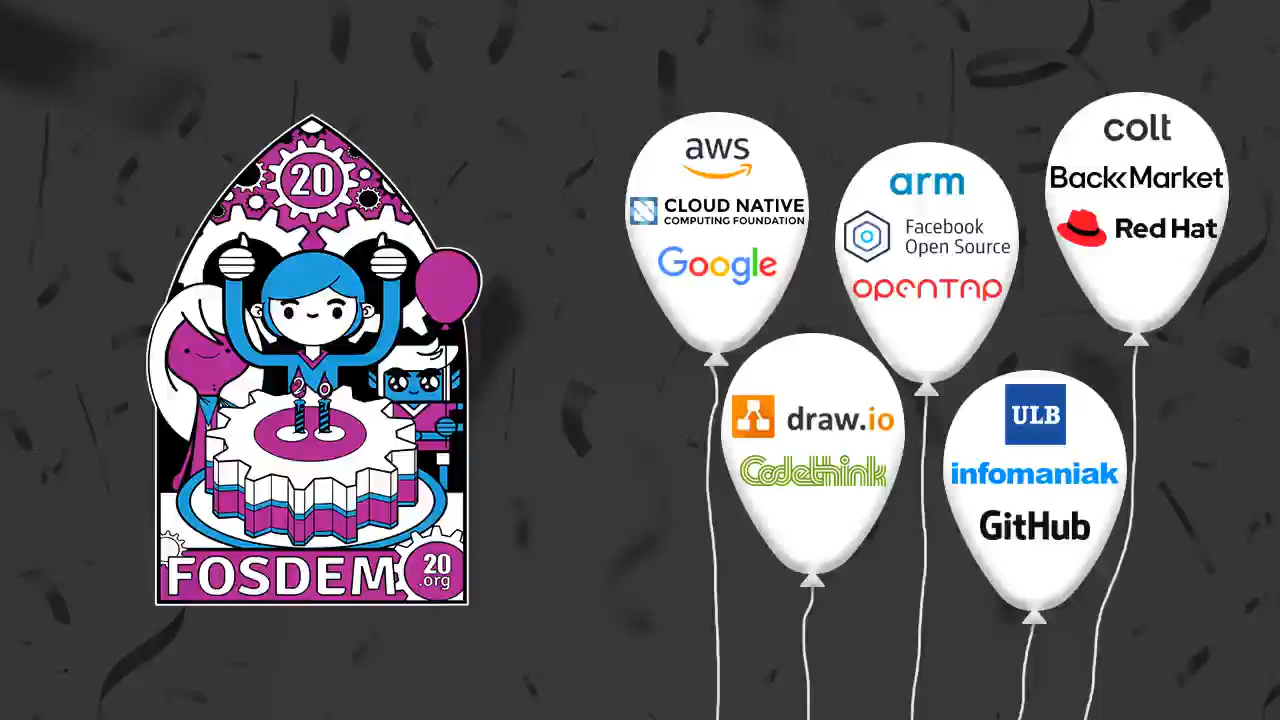 20
20
FOSDEM
20
.org
aws
CLOUD NATIVE
COMPUTING FOUNDATION
Google
arm
Facebook
Open Source
OPENTAP
colt
BackMarket
Red Hat
draw.io
Codethink
ULB
infomaniak
GitHub